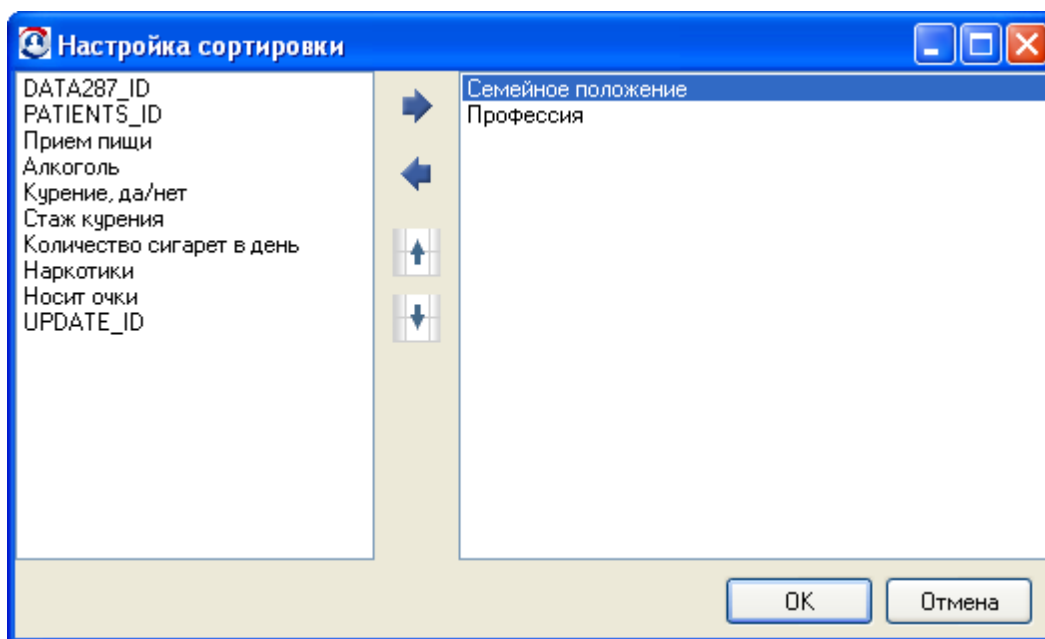 Настройка сортировки
DATA287_ID
PATIENTS_ID
Прием пищи
Алкоголь
Курение, да/нет
Стаж курения
Количество сигарет в день
Наркотики
Носит очки
UPDATE_ID
Семейное положение
Профессия
OK
Отмена